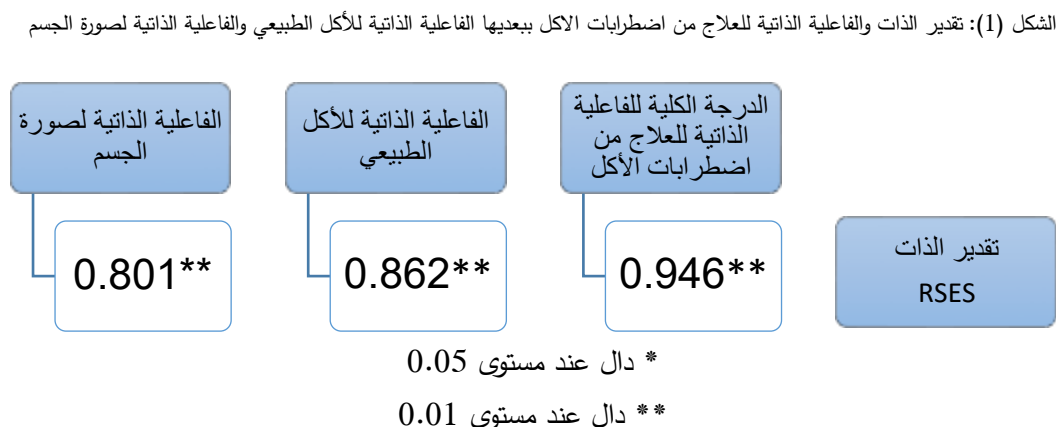 الشكل (1): تقدير الذات والفاعلية الذاتية للعلاج من اضطرابات الاكل ببعديها الفاعلية الذاتية للأكل الطبيعي والفاعلية الذاتية لصورة الجسم
الدرجة الكلية للفاعلية
الذاتية للعلاج من
اضطرابات الأكل
الفاعلية الذاتية للأكل
الطبيعي
الفاعلية الذاتية لصورة
الجسم
تقدير الذات
RSES
0.946**
0.862**
0.801**
* دال عند مستوى 0.05
** دال عند مستوى 0.01